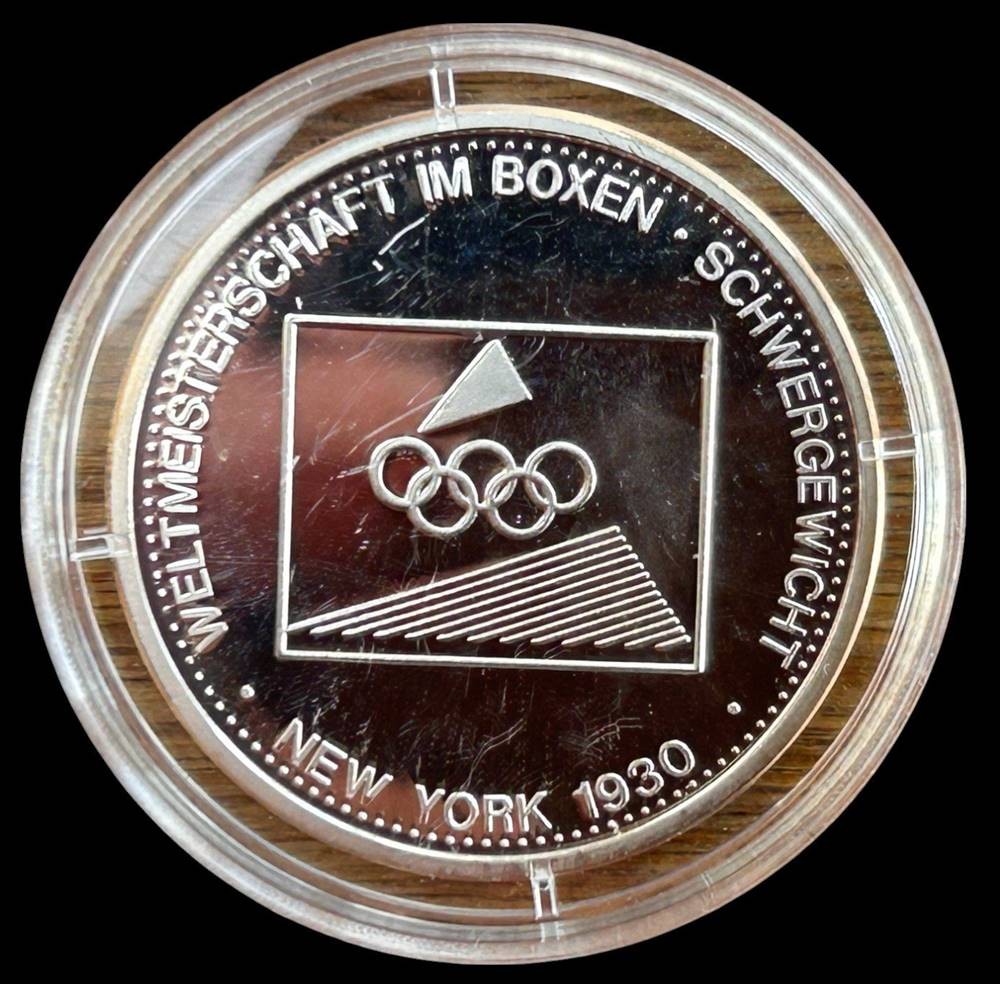 WELTMEISTERSCHAFT IM BOXEN · SCHWERGEWICHT
· NEW YORK 1930 ·